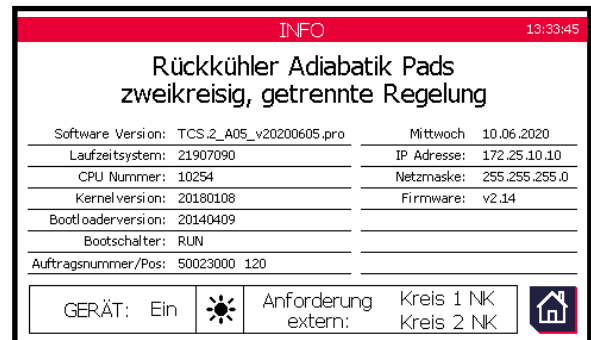 INFO 13:33:45
Rückkühler Adiabatik Pads
zweikreisig, getrennte Regelung
Software Version: TCS.2_A05_v20200605.pro Mittwoch 10.06.2020
Laufzeitsystem: 21907090 IP Adresse: 172.25.10.10
CPU Nummer: 10254 Netzmaske: 255.255.255.0
Kernelversion: 20180108 Firmware: v2.14
Bootloaderversion: 20140409
Bootschalter: RUN
Auftragsnummer/Pos: 50023000 120
GERÄT: Ein Anforderung extern: Kreis 1 NK
Kreis 2 NK